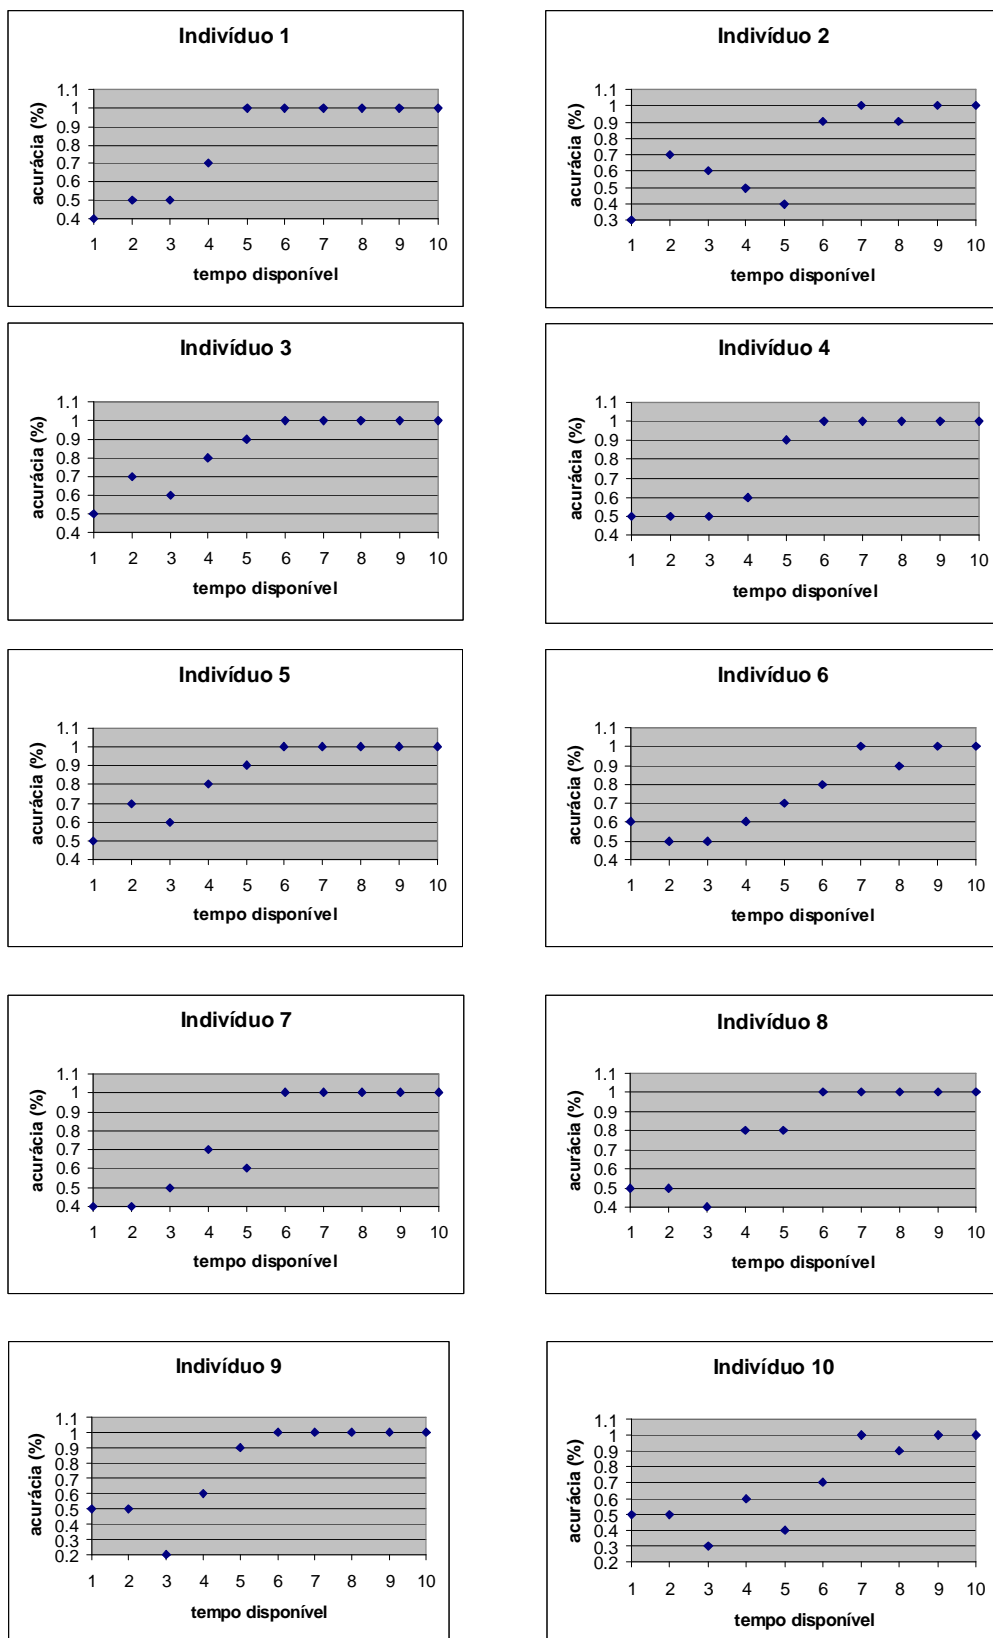 Indivíduo 1
acurácia (%)
1.1
1
0.9
0.8
0.7
0.6
0.5
0.4
1 2 3 4 5 6 7 8 9 10
tempo disponível
Indivíduo 2
acurácia (%)
1.1
1
0.9
0.8
0.7
0.6
0.5
0.4
0.3
1 2 3 4 5 6 7 8 9 10
tempo disponível
Indivíduo 3
acurácia (%)
1.1
1
0.9
0.8
0.7
0.6
0.5
0.4
1 2 3 4 5 6 7 8 9 10
tempo disponível
Indivíduo 4
acurácia (%)
1.1
1
0.9
0.8
0.7
0.6
0.5
0.4
1 2 3 4 5 6 7 8 9 10
tempo disponível
Indivíduo 5
acurácia (%)
1.1
1
0.9
0.8
0.7
0.6
0.5
0.4
1 2 3 4 5 6 7 8 9 10
tempo disponível
Indivíduo 6
acurácia (%)
1.1
1
0.9
0.8
0.7
0.6
0.5
0.4
1 2 3 4 5 6 7 8 9 10
tempo disponível
Indivíduo 7
acurácia (%)
1.1
1
0.9
0.8
0.7
0.6
0.5
0.4
1 2 3 4 5 6 7 8 9 10
tempo disponível
Indivíduo 8
acurácia (%)
1.1
1
0.9
0.8
0.7
0.6
0.5
0.4
1 2 3 4 5 6 7 8 9 10
tempo disponível
Indivíduo 9
acurácia (%)
1.1
1
0.9
0.8
0.7
0.6
0.5
0.4
0.3
0.2
1 2 3 4 5 6 7 8 9 10
tempo disponível
Indivíduo 10
acurácia (%)
1.1
1
0.9
0.8
0.7
0.6
0.5
0.4
0.3
0.2
1 2 3 4 5 6 7 8 9 10
tempo disponível